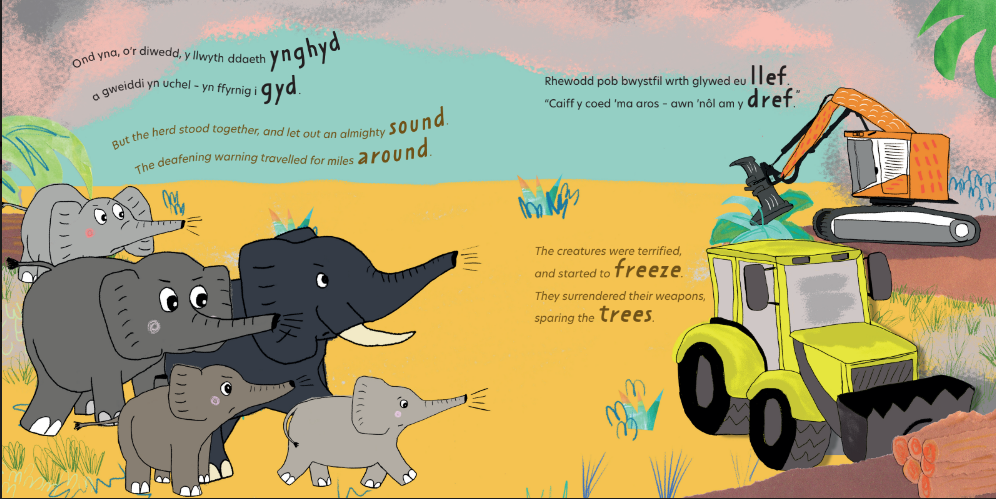 Ond yna, o'r diwedd, y llwyth ddaeth ynghyd
a gweiddi yn uchel - yn ffyrnig i gyd.
But the herd stood together, and let out an almighty sound.
The deafening warning travelled for miles around.
Rhewodd pob bwystfil wrth glywed eu llef.
"Caiff y coed 'ma aros - awn 'nôl am y dref."
The creatures were terrified,
and started to freeze.
They surrendered their weapons,
sparing the trees.